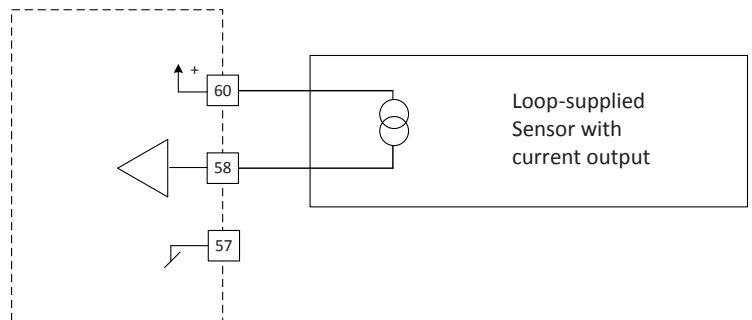 +
60
58
57
Loop-supplied
Sensor with
current output